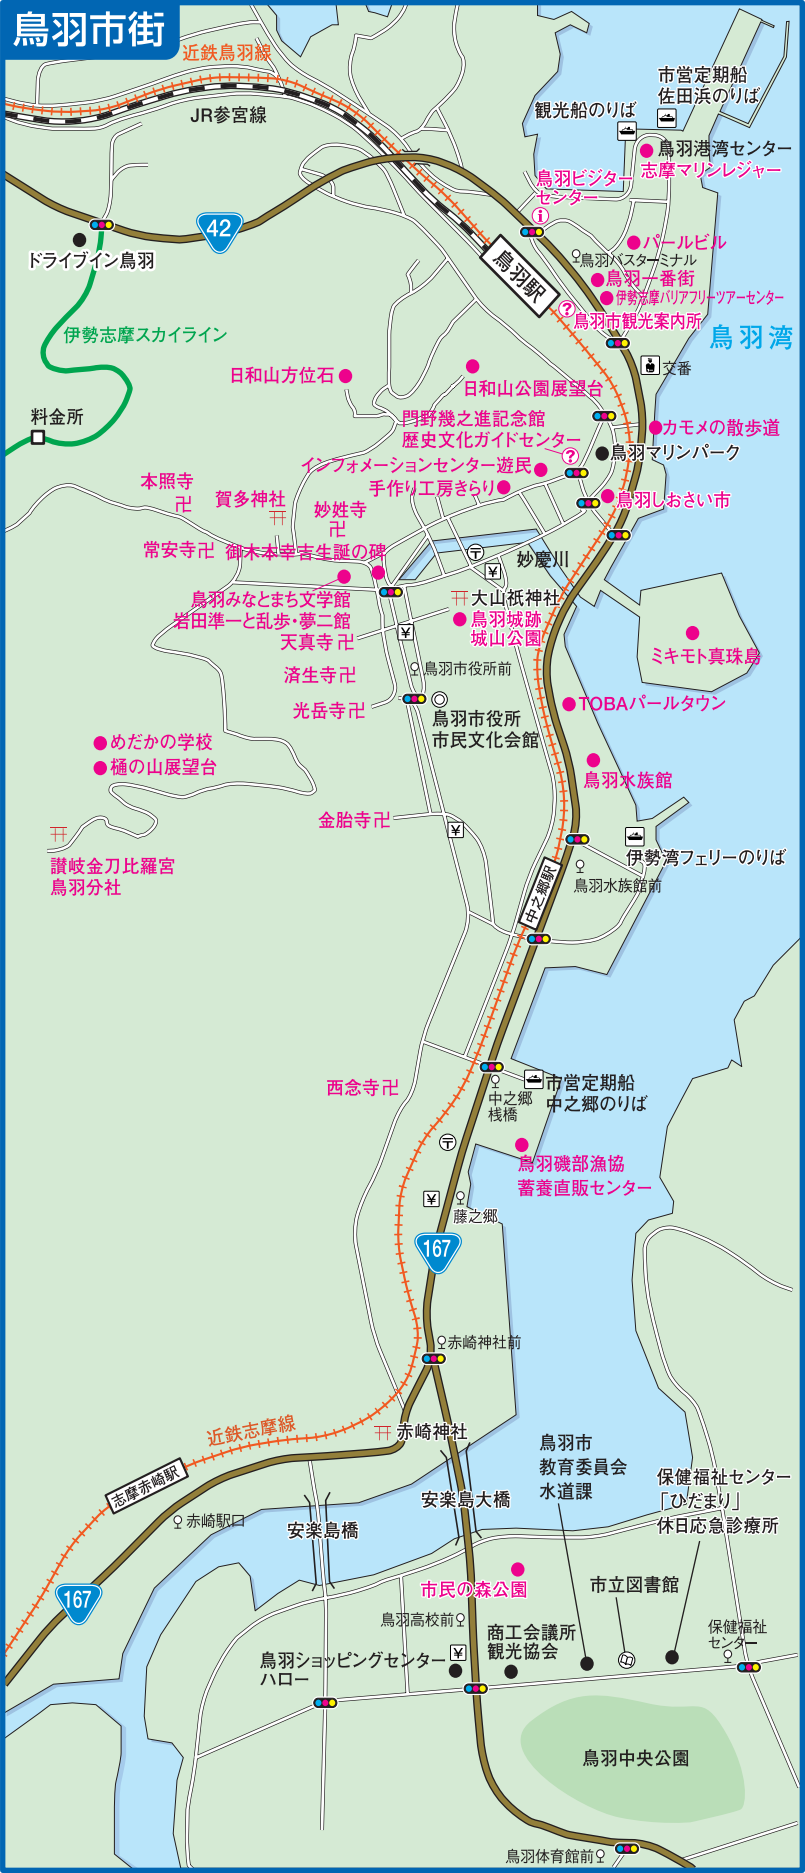 鳥羽市街
近鉄鳥羽線
JR参宮線
市営定期船
佐田浜のりば
観光船のりば
鳥羽港湾センター
志摩マリンレジャー
鳥羽ビジター
センター
i
42
ドライブイン鳥羽
パールビル
鳥羽バスターミナル
鳥羽駅
鳥羽一番街
伊勢志摩バリアフリーツアーセンター
?
鳥羽市観光案内所
鳥羽湾
伊勢志摩スカイライン
交番
日和山方位石
日和山公園展望台
料金所
門野幾之進記念館
歴史文化ガイドセンター
?
カモメの散歩道
鳥羽マリンパーク
インフォメーションセンター遊民
手作り工房きらり
鳥羽しおさい市
本照寺
卍
賀多神社
妙性寺
卍
常安寺卍
御木本幸吉生誕の碑
〒
¥
妙慶川
鳥羽みなとまち文学館
岩田準一と乱歩・夢二館
大山祇神社
鳥羽城跡
城山公園
天真寺卍
¥
ミキモト真珠島
済生寺卍
鳥羽市役所前
光岳寺卍
鳥羽市役所
市民文化会館
TOBAパールタウン
めだかの学校
樋の山展望台
鳥羽水族館
金胎寺卍
¥
讃岐金刀比羅宮
鳥羽分社
伊勢湾フェリーのりば
中之郷駅
鳥羽水族館前
西念寺卍
中之郷
桟橋
市営定期船
中之郷のりば
〒
鳥羽磯部漁協
蓄養直販センター
¥
藤之郷
167
赤崎神社前
近鉄志摩線
赤崎神社
志摩赤崎駅
赤崎駅口
安楽島橋
安楽島大橋
鳥羽市
教育委員会
水道課
保健福祉センター
「ひだまり」
休日応急診療所
167
市民の森公園
市立図書館
鳥羽高校前
商工会議所
観光協会
保健福祉
センター
鳥羽ショッピングセンター
ハロー
¥
鳥羽中央公園
鳥羽体育館前